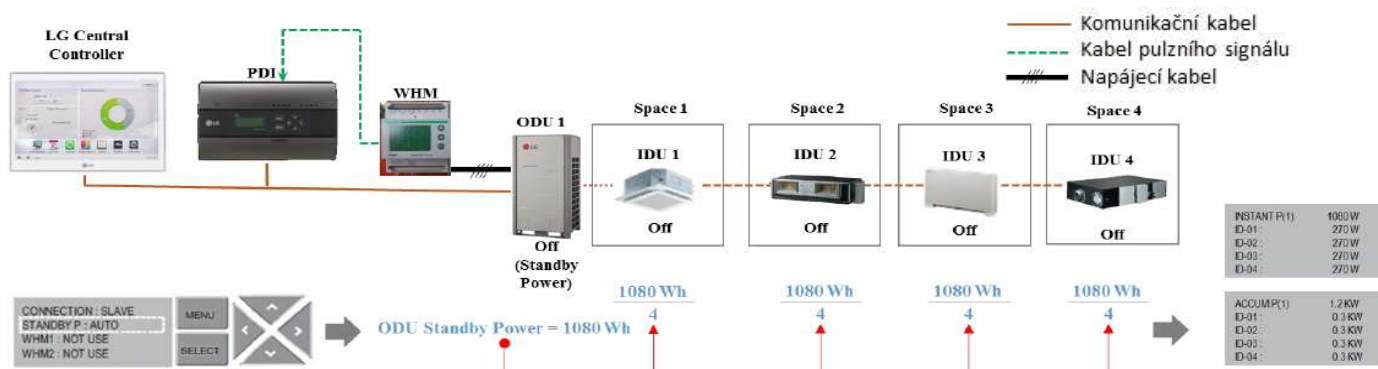 Komunikační kabel
Kabel pulzního signálu
Napájecí kabel
LG Central
Controller
PDI
WHM
ODU 1
Space 1
Space 2
Space 3
Space 4
IDU 1
IDU 2
IDU 3
IDU 4
LG
Off
Off
Off
Off
Off
(Standby
Power)
INSTANT P(1) 1080 W
ID-01 : 270 W
ID-02 : 270 W
ID-03 : 270 W
ID-04 : 270 W
CONNECTION : SLAVE
STANDBY P : AUTO
WHM1 : NOT USE
WHM2 : NOT USE
MENU
SELECT
ODU Standby Power = 1080 Wh
1080 Wh
4
1080 Wh
4
1080 Wh
4
1080 Wh
4
ACCUM P(1) 1.2 KW
ID-01 : 0.3 KW
ID-02 : 0.3 KW
ID-03 : 0.3 KW
ID-04 : 0.3 KW